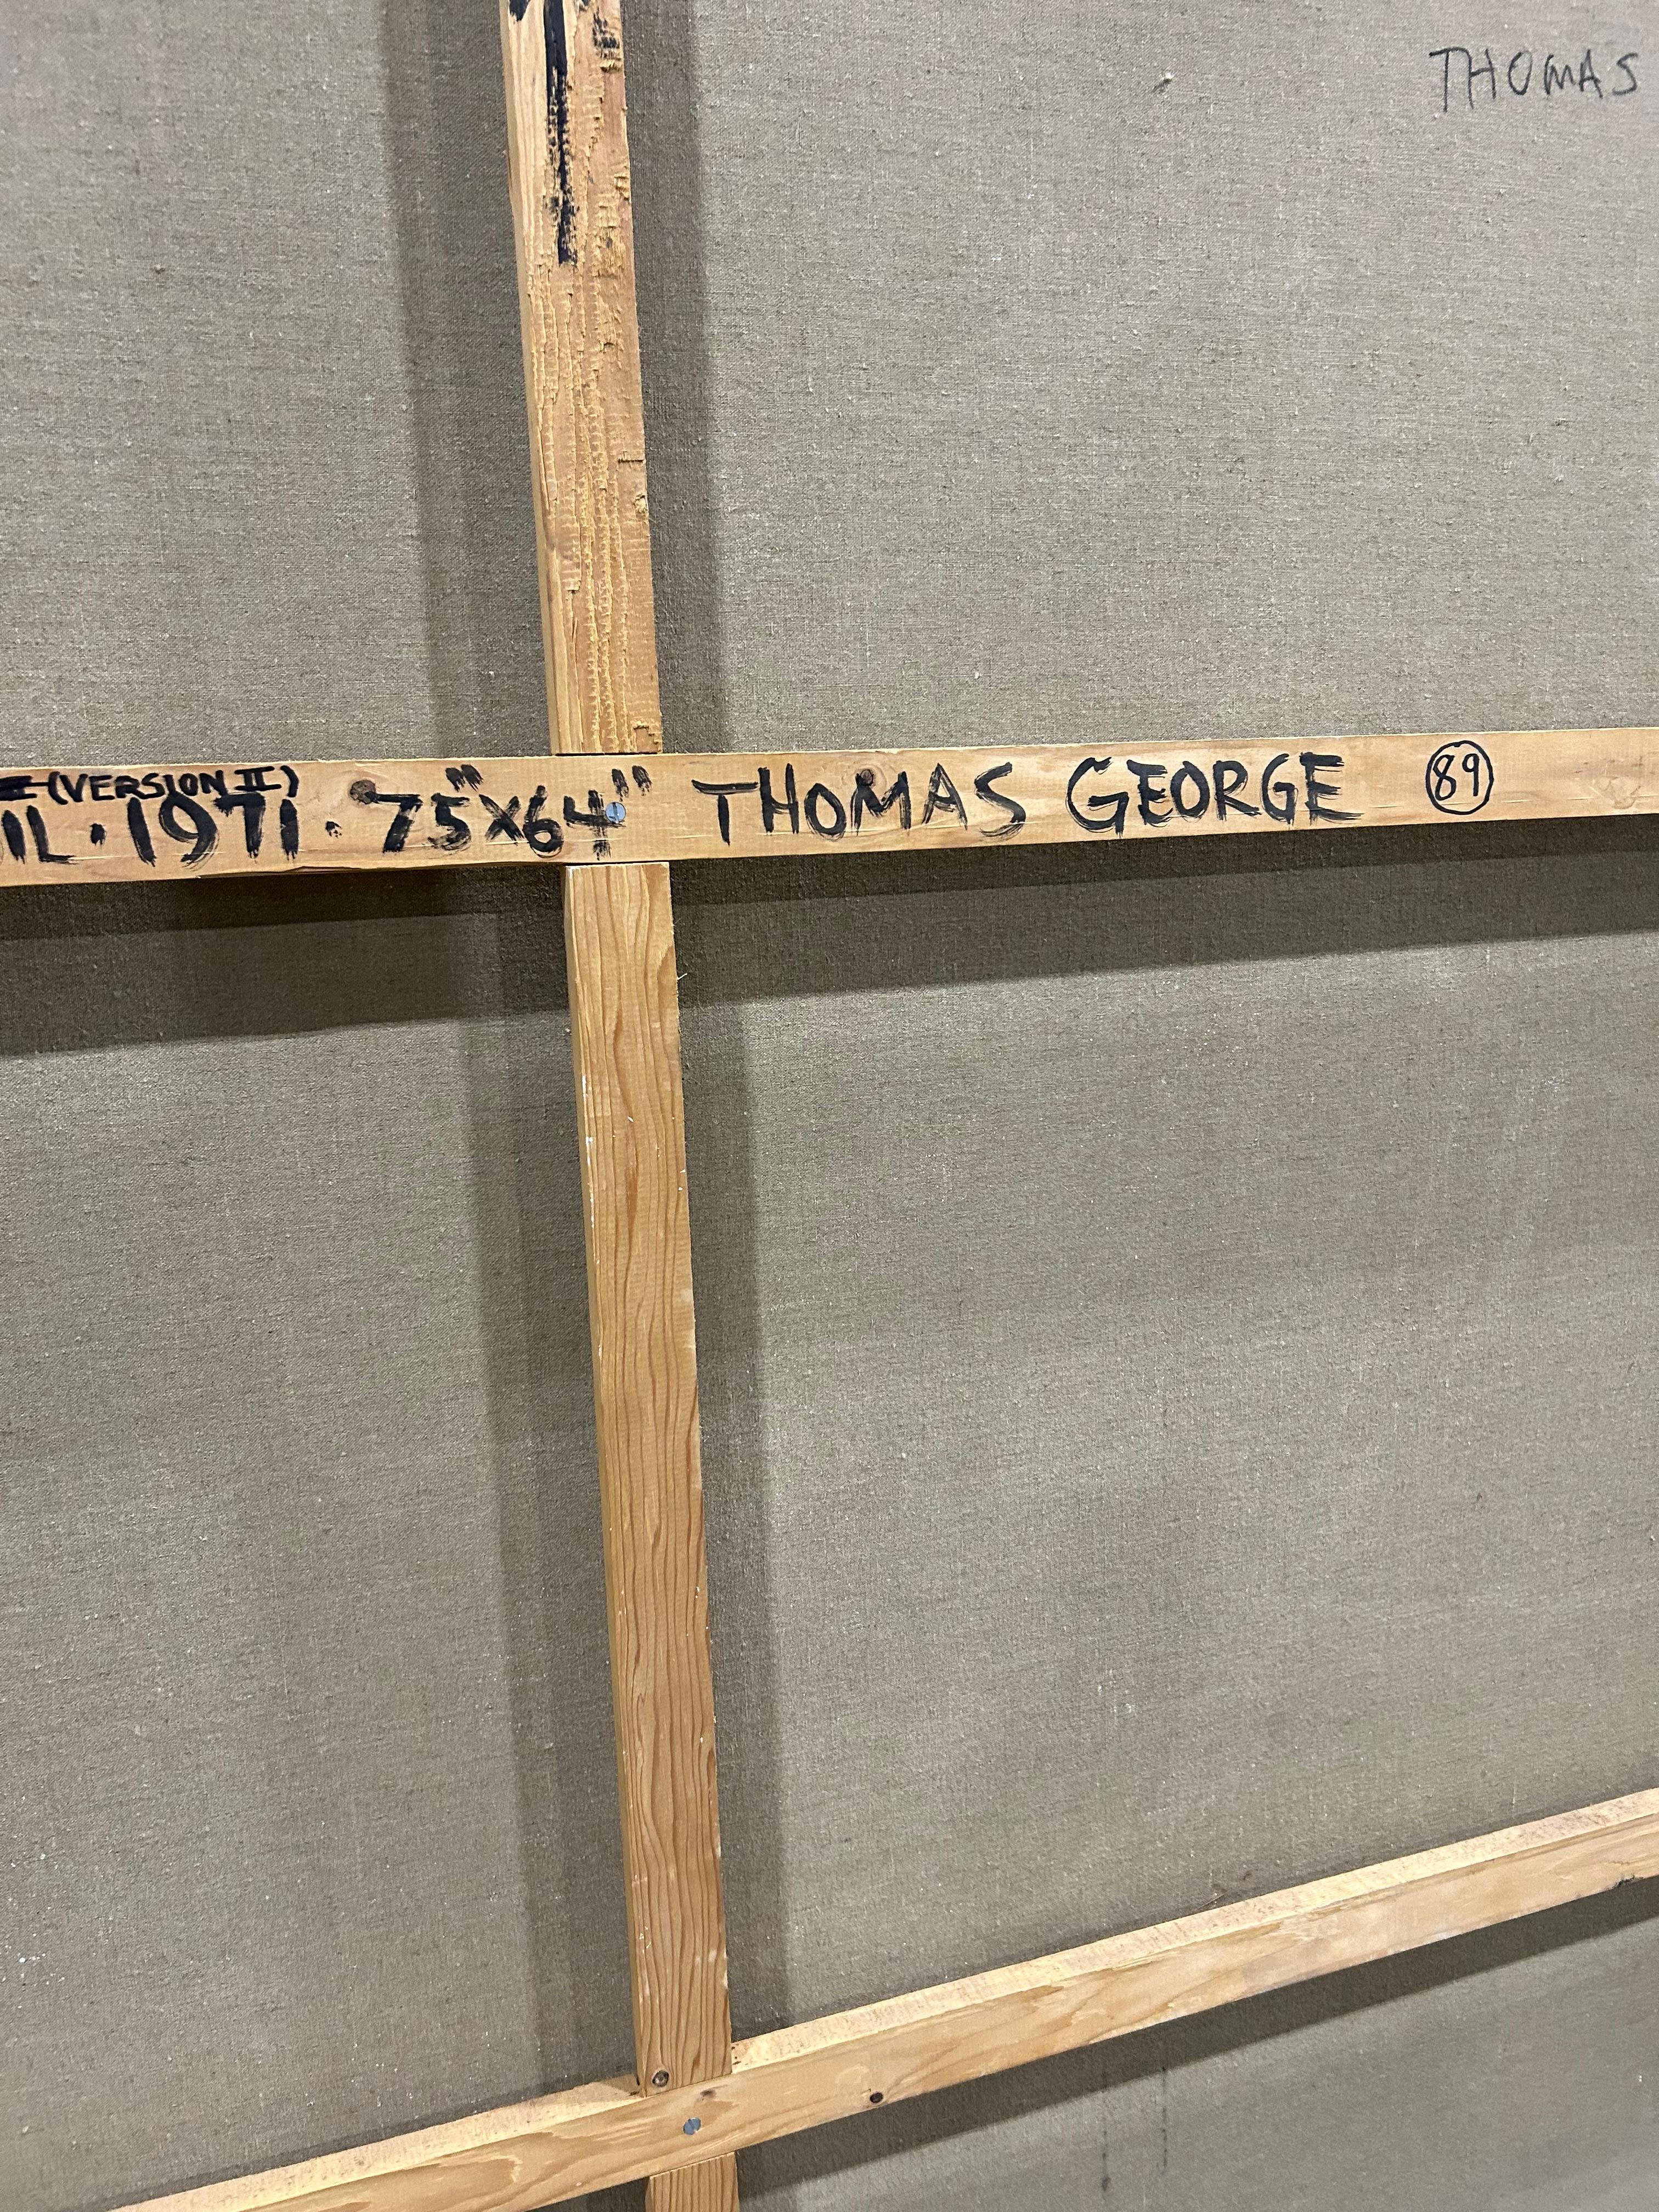 THOMAS
(VERSION II)
IL · 1971 · 75"X64" THOMAS GEORGE 89